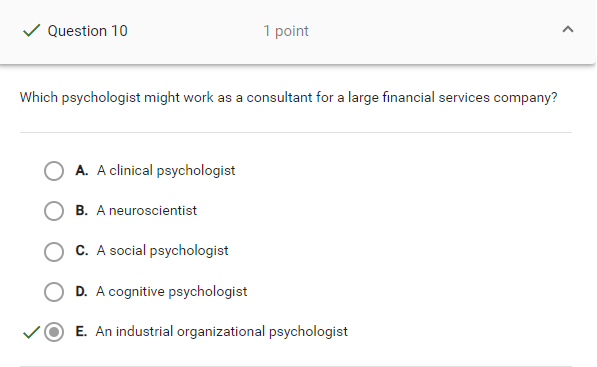 Question 10 1 point
Which psychologist might work as a consultant for a large financial services company?
A. A clinical psychologist
B. A neuroscientist
C. A social psychologist
D. A cognitive psychologist
E. An industrial organizational psychologist